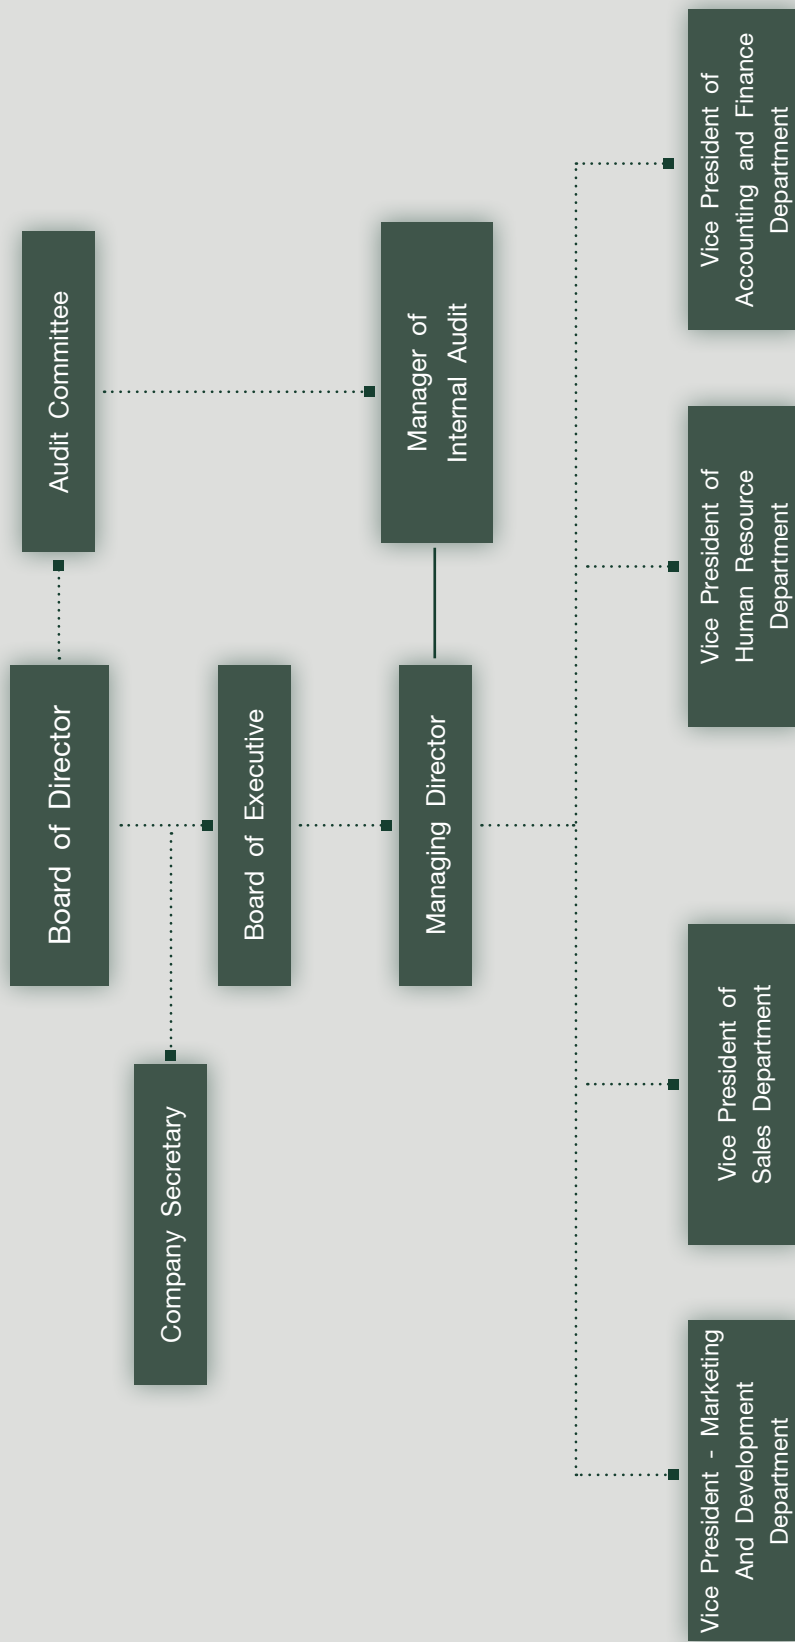 Board of Director
Audit Committee
Company Secretary
Board of Executive
Managing Director
Manager of
Internal Audit
Vice President - Marketing
And Development
Department
Vice President of
Sales Department
Vice President of
Human Resource
Department
Vice President of
Accounting and Finance
Department